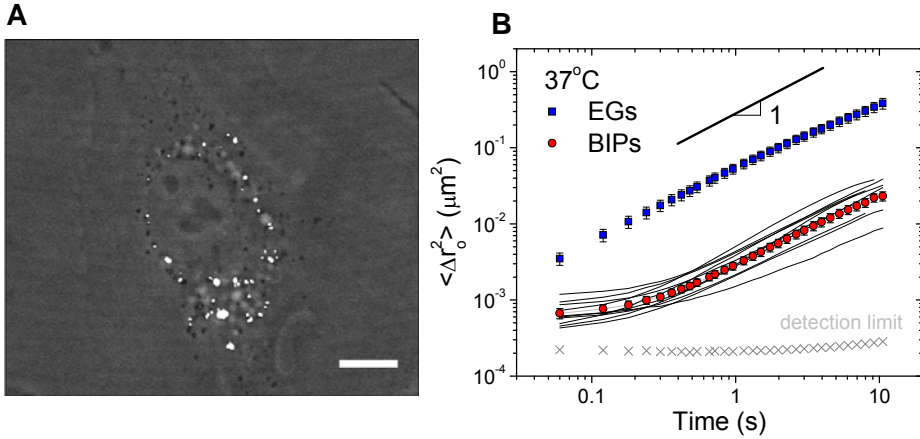 A
B
37°C
EGs
BIPs
1
<Δr₀²> (μm²)
10⁰
10⁻¹
10⁻²
10⁻³
10⁻⁴
detection limit
0.1
1
10
Time (s)